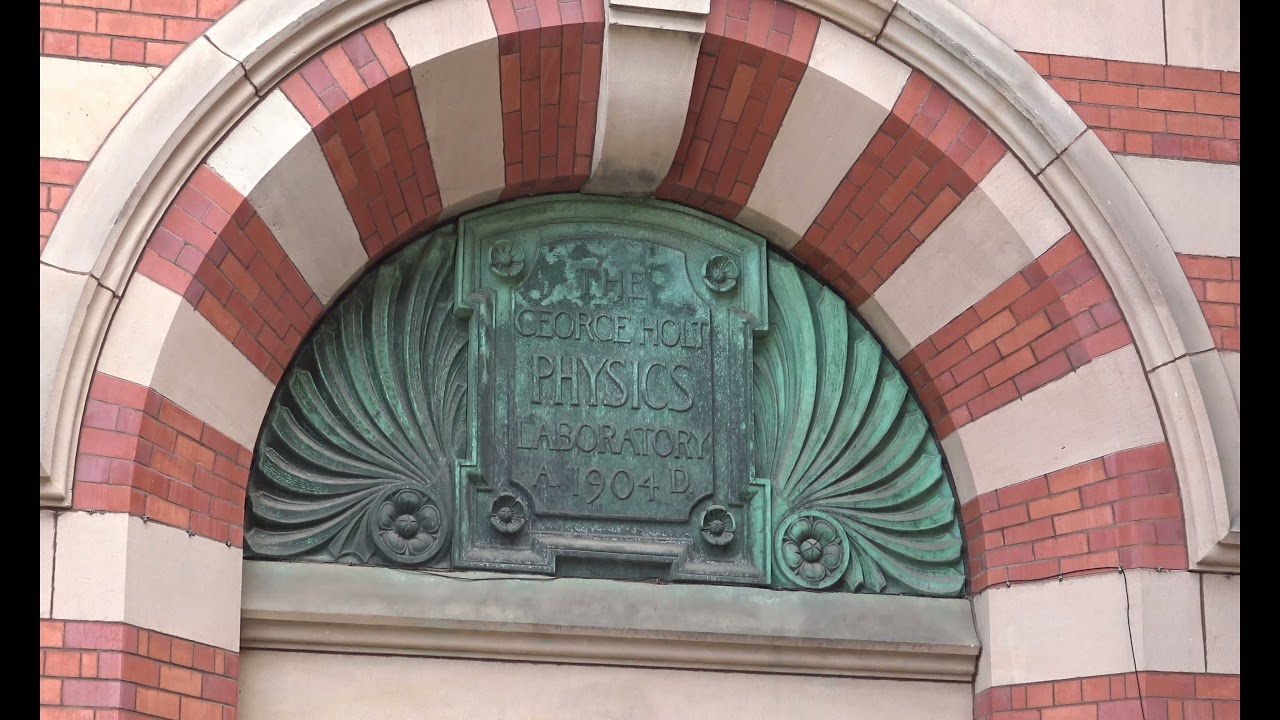 THE
GEORGE HOLT
PHYSICS
LABORATORY
A. 1904 D.